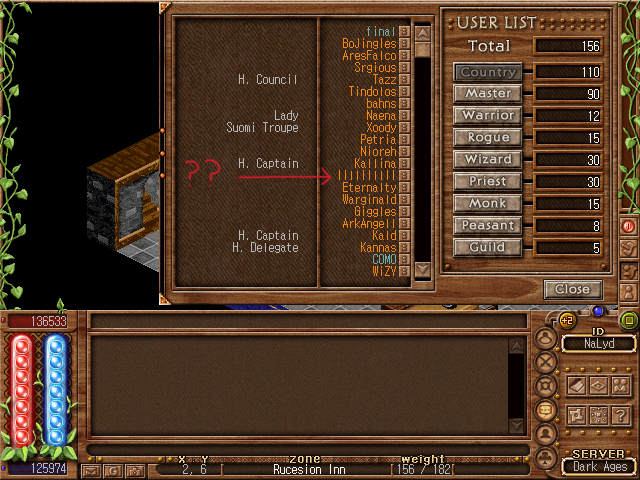 final
BoJingles
AresFalco
Srgious
H. Council Tazz
Tindolos
bahns
Lady Naena
Suomi Troupe Xoody
Petria
Nioreh
H. Captain Kailina
??
Eternalty
Warginald
Giggles
ArkAngell
H. Captain Kald
H. Delegate Kannas
COMO
WiZY
USER LIST
Total 156
Country 110
Master 90
Warrior 12
Rogue 15
Wizard 30
Priest 30
Monk 15
Peasant 8
Guild 5
Close
136533
125974
+2
ID
NaLyd
X Y zone weight
2, 6 [ Rucesion Inn [156 / 182[
SERVER
Dark Ages